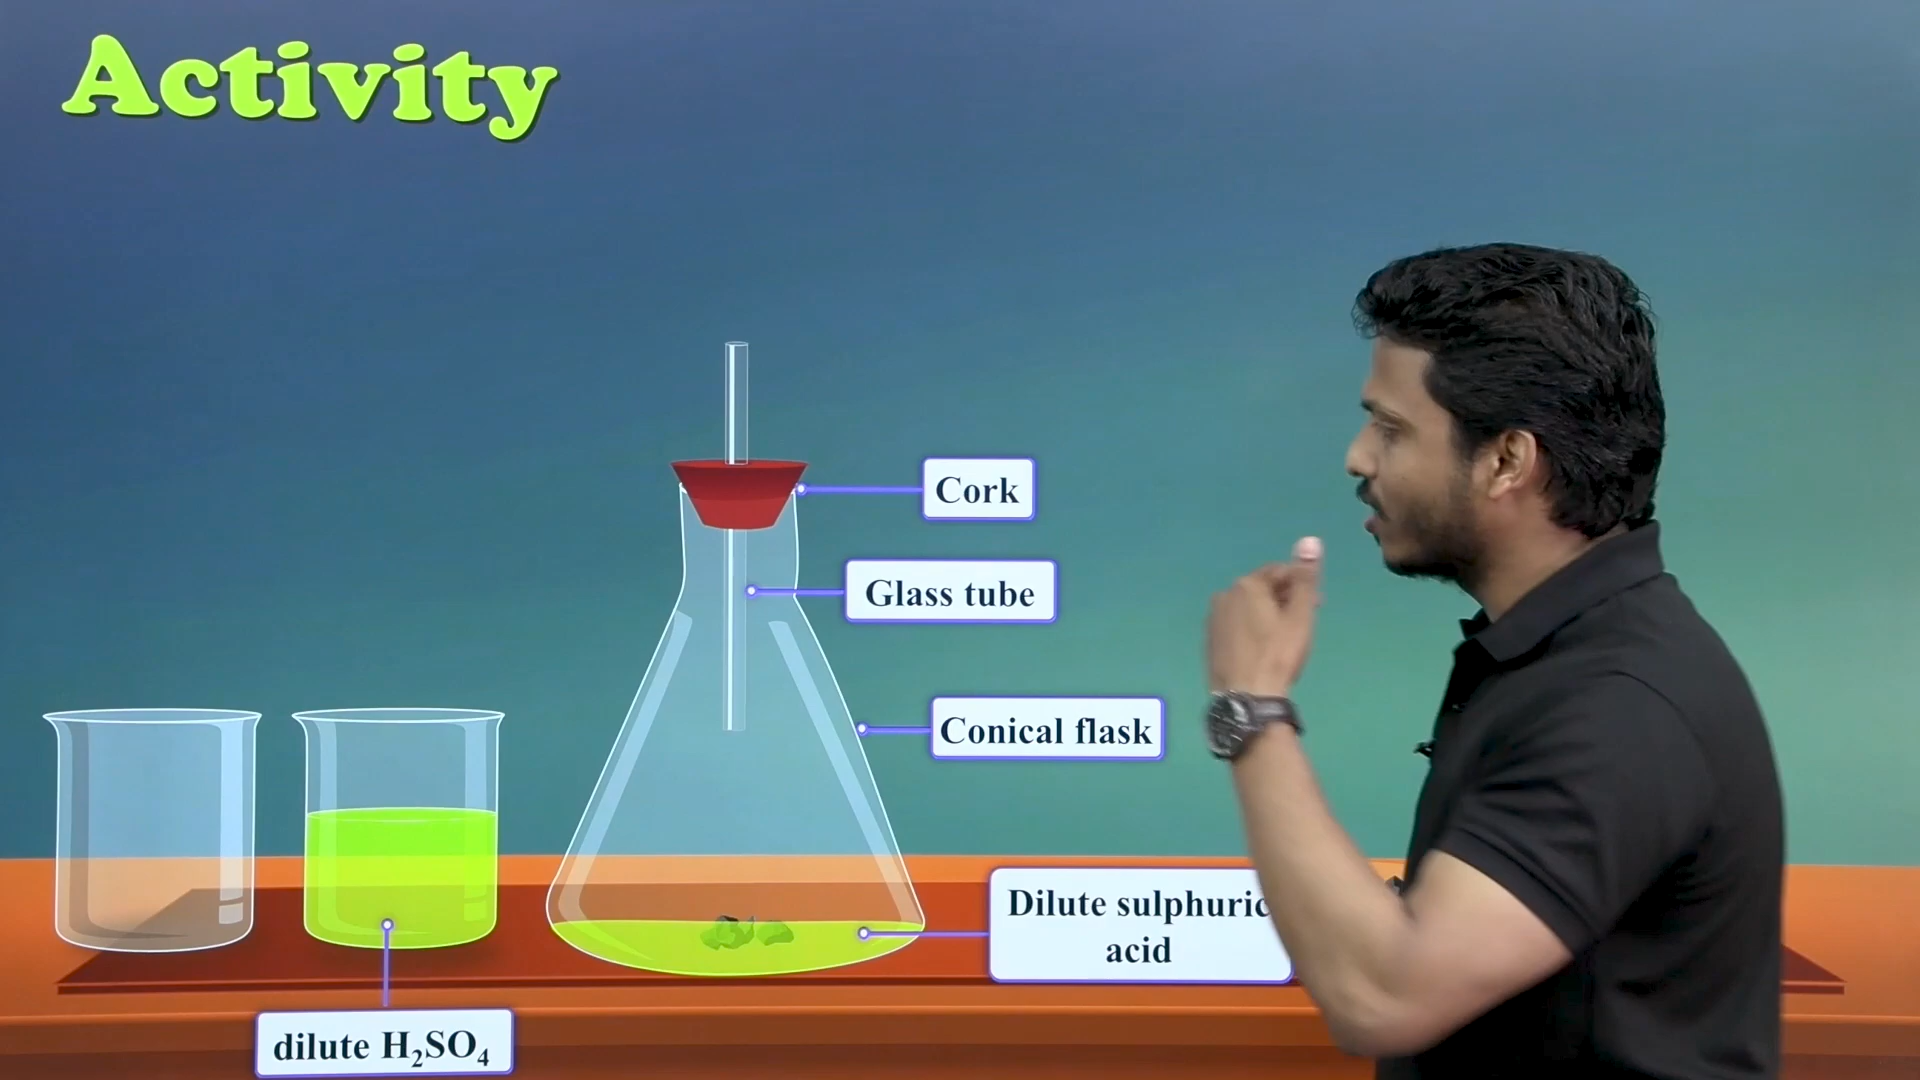 Activity
Cork
Glass tube
Conical flask
Dilute sulphuric
acid
dilute H₂SO₄